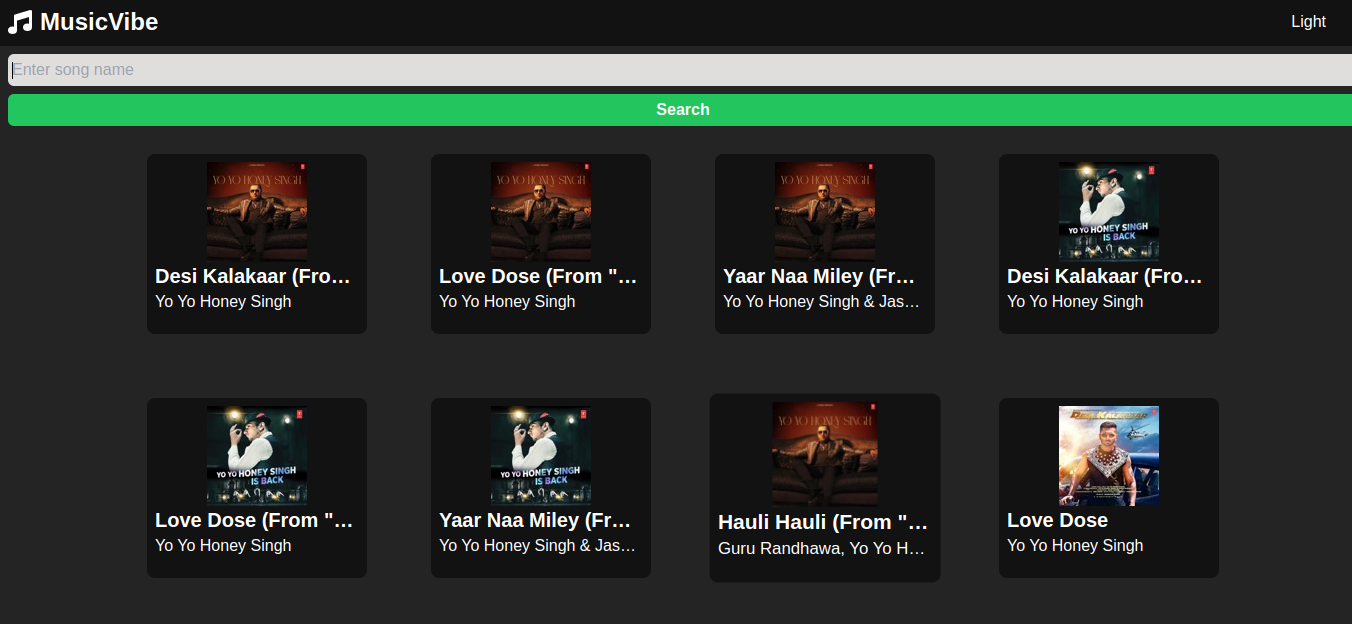 MusicVibe
Light
Enter song name
Search
YO YO HONEY SINGH
YO YO HONEY SINGH
YO YO HONEY SINGH
YO YO HONEY SINGH
IS BACK
Desi Kalakaar (Fro…
Love Dose (From "…
Yaar Naa Miley (Fr…
Desi Kalakaar (Fro…
Yo Yo Honey Singh
Yo Yo Honey Singh
Yo Yo Honey Singh & Jas…
Yo Yo Honey Singh
YO YO HONEY SINGH
IS BACK
YO YO HONEY SINGH
IS BACK
YO YO HONEY SINGH
DESI KALAKAAR
Love Dose (From "…
Yaar Naa Miley (Fr…
Hauli Hauli (From "…
Love Dose
Yo Yo Honey Singh
Yo Yo Honey Singh & Jas…
Guru Randhawa, Yo Yo H…
Yo Yo Honey Singh